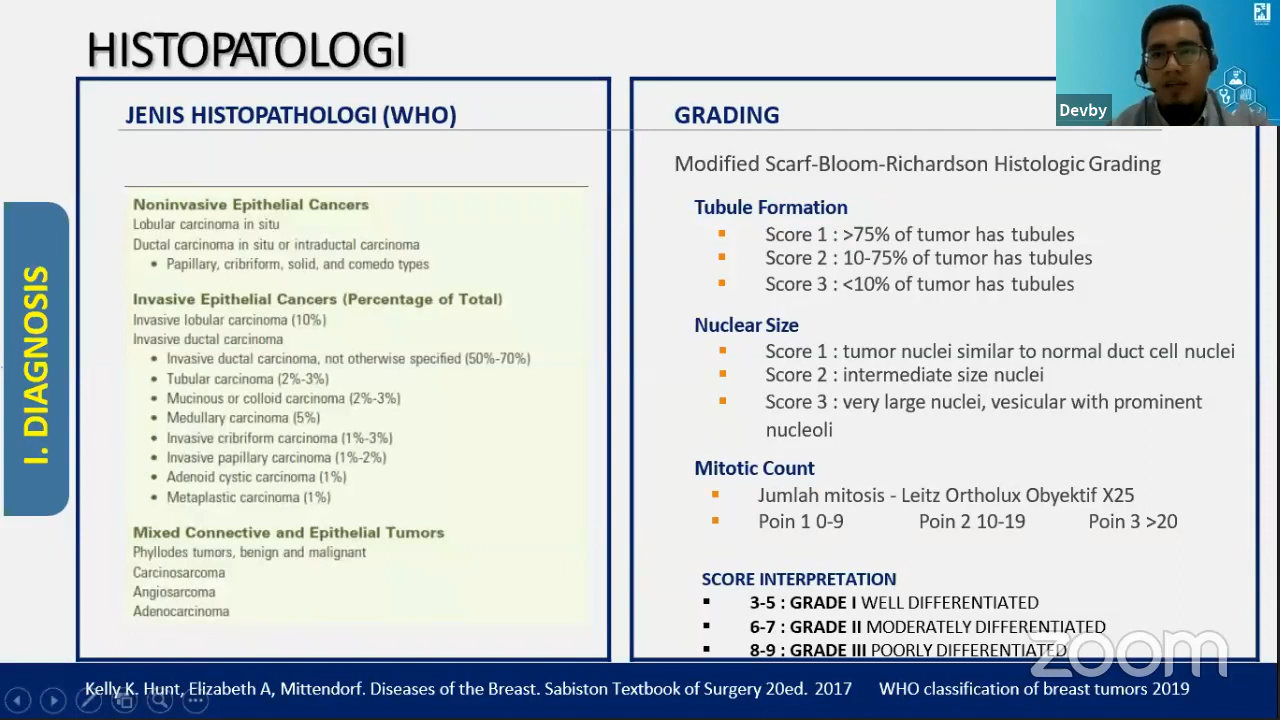 HISTOPATOLOGI
JENIS HISTOPATHOLOGI (WHO)
Noninvasive Epithelial Cancers
Lobular carcinoma in situ
Ductal carcinoma in situ or intraductal carcinoma
• Papillary, cribriform, solid, and comedo types
Invasive Epithelial Cancers (Percentage of Total)
Invasive lobular carcinoma (10%)
Invasive ductal carcinoma
• Invasive ductal carcinoma, not otherwise specified (50%-70%)
• Tubular carcinoma (2%-3%)
• Mucinous or colloid carcinoma (2%-3%)
• Medullary carcinoma (5%)
• Invasive cribriform carcinoma (1%-3%)
• Invasive papillary carcinoma (1%-2%)
• Adenoid cystic carcinoma (1%)
• Metaplastic carcinoma (1%)
Mixed Connective and Epithelial Tumors
Phyllodes tumors, benign and malignant
Carcinosarcoma
Angiosarcoma
Adenocarcinoma
GRADING
Modified Scarf-Bloom-Richardson Histologic Grading
Tubule Formation
Score 1 : >75% of tumor has tubules
Score 2 : 10-75% of tumor has tubules
Score 3 : <10% of tumor has tubules
Nuclear Size
Score 1 : tumor nuclei similar to normal duct cell nuclei
Score 2 : intermediate size nuclei
Score 3 : very large nuclei, vesicular with prominent
nucleoli
Mitotic Count
Jumlah mitosis - Leitz Ortholux Obyektif X25
Poin 1 0-9 Poin 2 10-19 Poin 3 >20
SCORE INTERPRETATION
3-5 : GRADE I WELL DIFFERENTIATED
6-7 : GRADE II MODERATELY DIFFERENTIATED
8-9 : GRADE III POORLY DIFFERENTIATED
I. DIAGNOSIS
Devby
zoom
Kelly K. Hunt, Elizabeth A, Mittendorf. Diseases of the Breast. Sabiston Textbook of Surgery 20ed. 2017 WHO classification of breast tumors 2019